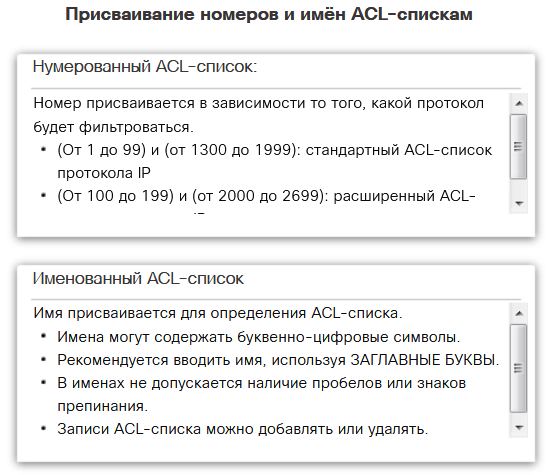 Присваивание номеров и имён ACL-спискам
Нумерованный ACL-список:
Номер присваивается в зависимости то того, какой протокол
будет фильтроваться.
• (От 1 до 99) и (от 1300 до 1999): стандартный ACL-список
протокола IP
• (От 100 до 199) и (от 2000 до 2699): расширенный ACL-
Именованный ACL-список
Имя присваивается для определения ACL-списка.
• Имена могут содержать буквенно-цифровые символы.
• Рекомендуется вводить имя, используя ЗАГЛАВНЫЕ БУКВЫ.
• В именах не допускается наличие пробелов или знаков
препинания.
• Записи ACL-списка можно добавлять или удалять.